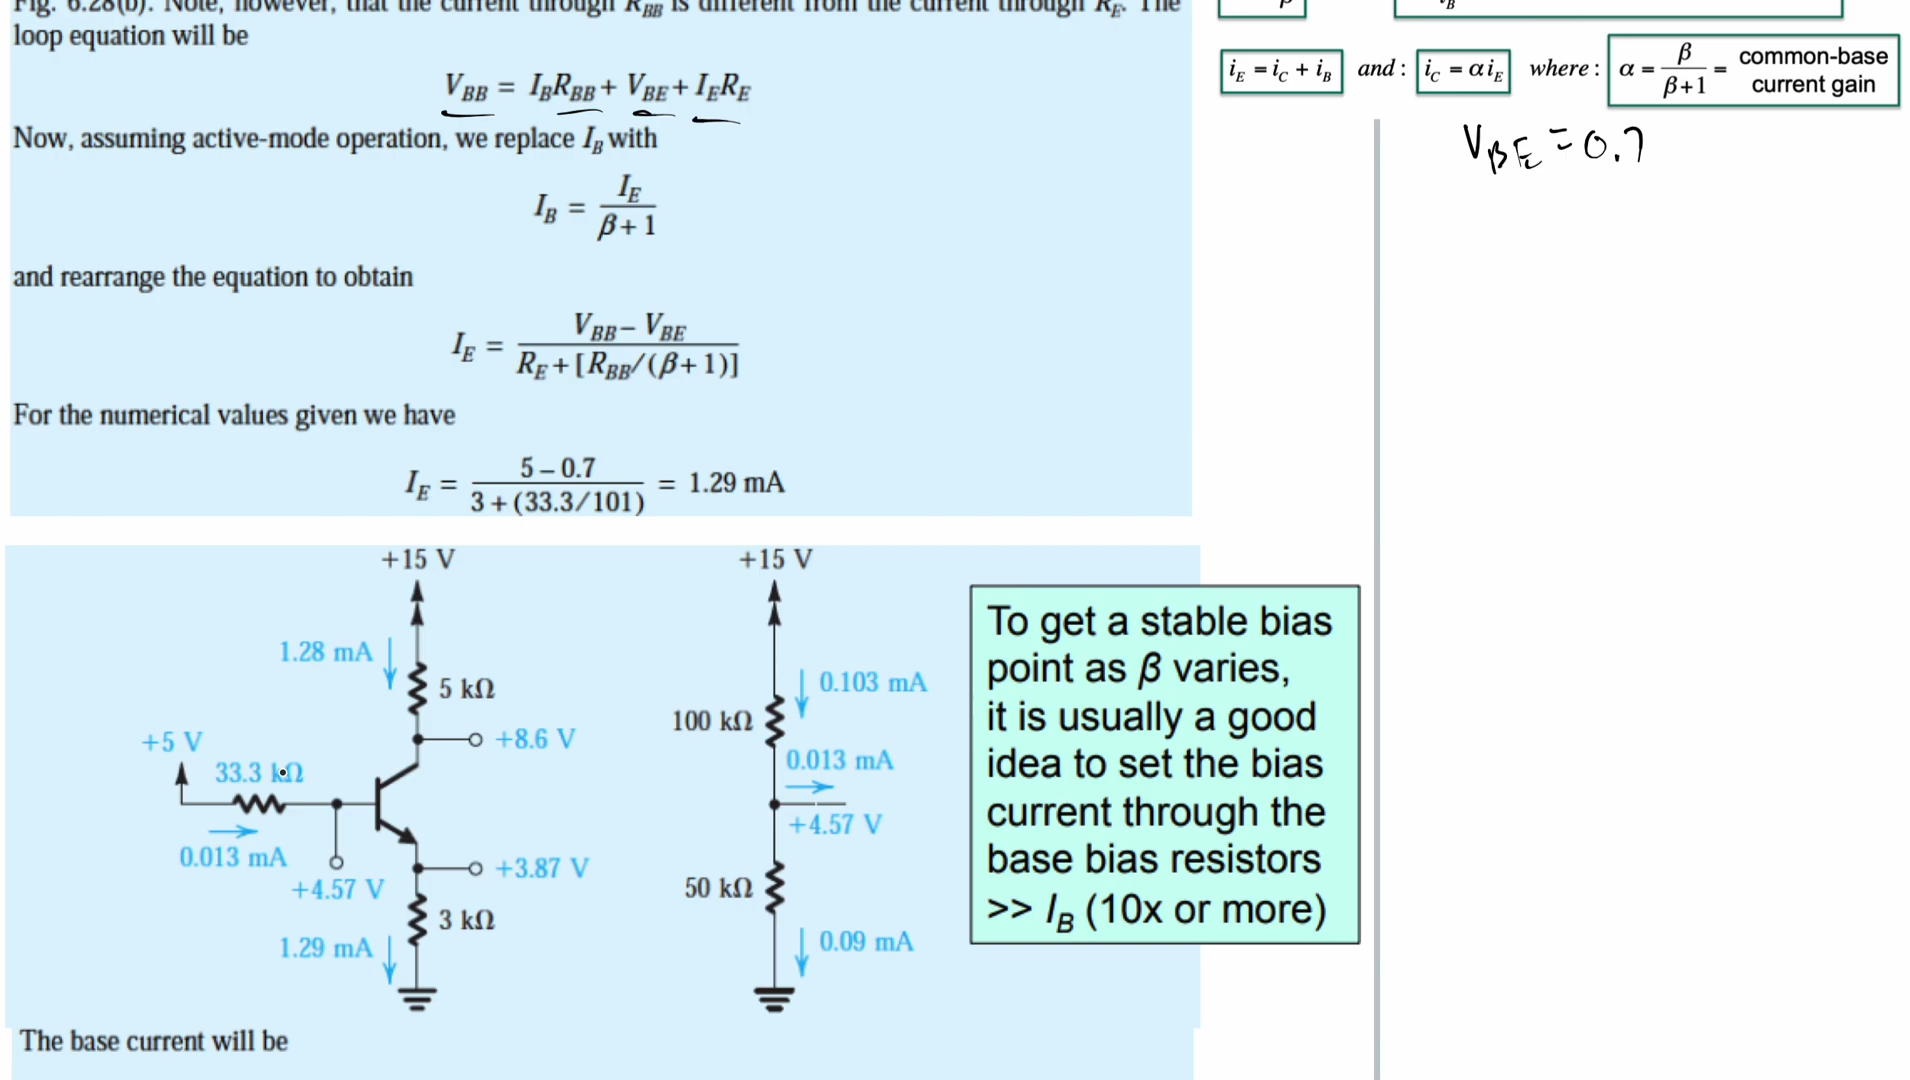 Fig. 6.28(b). Note, however, that the current through R_BB is different from the current through R_E. The
loop equation will be
V_BB = I_B R_BB + V_BE + I_E R_E
Now, assuming active-mode operation, we replace I_B with
I_B = I_E / β + 1
and rearrange the equation to obtain
I_E = V_BB – V_BE / R_E + [R_BB/(β + 1)]
For the numerical values given we have
I_E = 5 – 0.7 / 3 + (33.3/101) = 1.29 mA
+15 V
1.28 mA
5 kΩ
+8.6 V
+5 V
33.3 kΩ
0.013 mA
+4.57 V
+3.87 V
3 kΩ
1.29 mA
+15 V
0.103 mA
100 kΩ
0.013 mA
+4.57 V
50 kΩ
0.09 mA
To get a stable bias
point as β varies,
it is usually a good
idea to set the bias
current through the
base bias resistors
>> I_B (10x or more)
The base current will be
i_E = i_C + i_B and: i_C = α i_E where: α = β / β + 1 = common-base
current gain
V_BE = 0.7